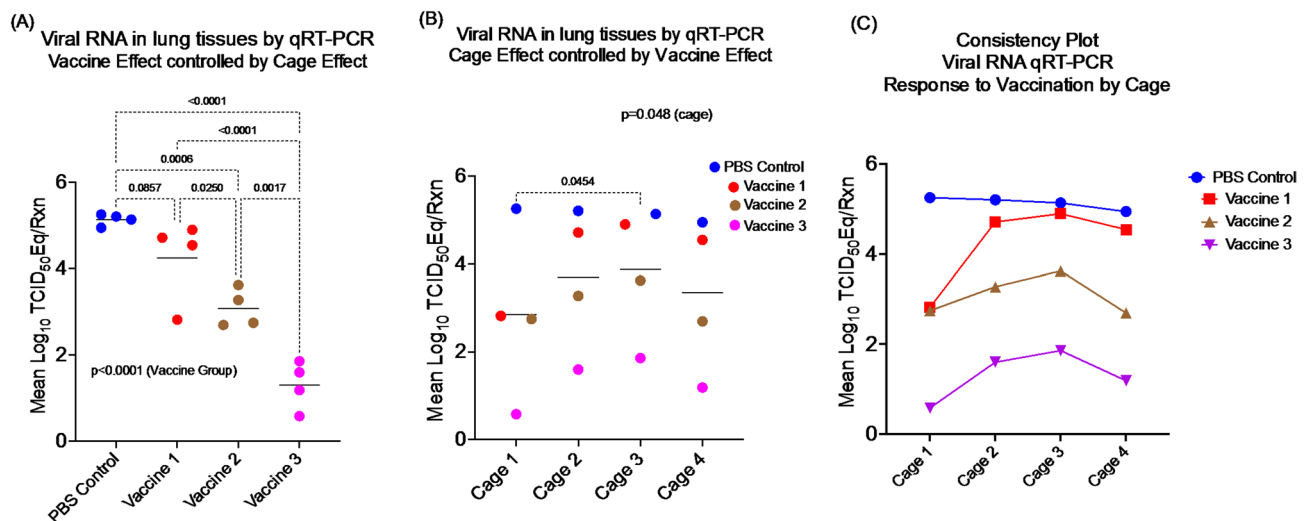 (A)
Viral RNA in lung tissues by qRT-PCR
Vaccine Effect controlled by Cage Effect
<0.0001
<0.0001
0.0006
0.0857
0.0250
0.0017
Mean Log10 TCID50Eq/Rxn
6
4
2
0
p<0.0001 (Vaccine Group)
PBS Control
Vaccine 1
Vaccine 2
Vaccine 3
(B)
Viral RNA in lung tissues by qRT-PCR
Cage Effect controlled by Vaccine Effect
p=0.048 (cage)
0.0454
PBS Control
Vaccine 1
Vaccine 2
Vaccine 3
Mean Log10 TCID50Eq/Rxn
6
4
2
0
Cage 1
Cage 2
Cage 3
Cage 4
(C)
Consistency Plot
Viral RNA qRT-PCR
Response to Vaccination by Cage
PBS Control
Vaccine 1
Vaccine 2
Vaccine 3
Mean Log10 TCID50Eq/Rxn
6
4
2
0
Cage 1
Cage 2
Cage 3
Cage 4